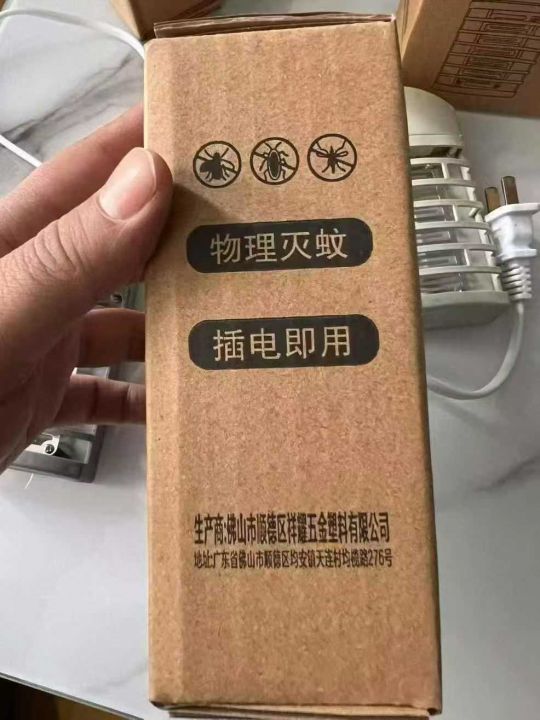 物理灭蚊
插电即用
生产商:佛山市顺德区祥耀五金塑料有限公司
地址:广东省佛山市顺德区均安镇天连村均榄路276号